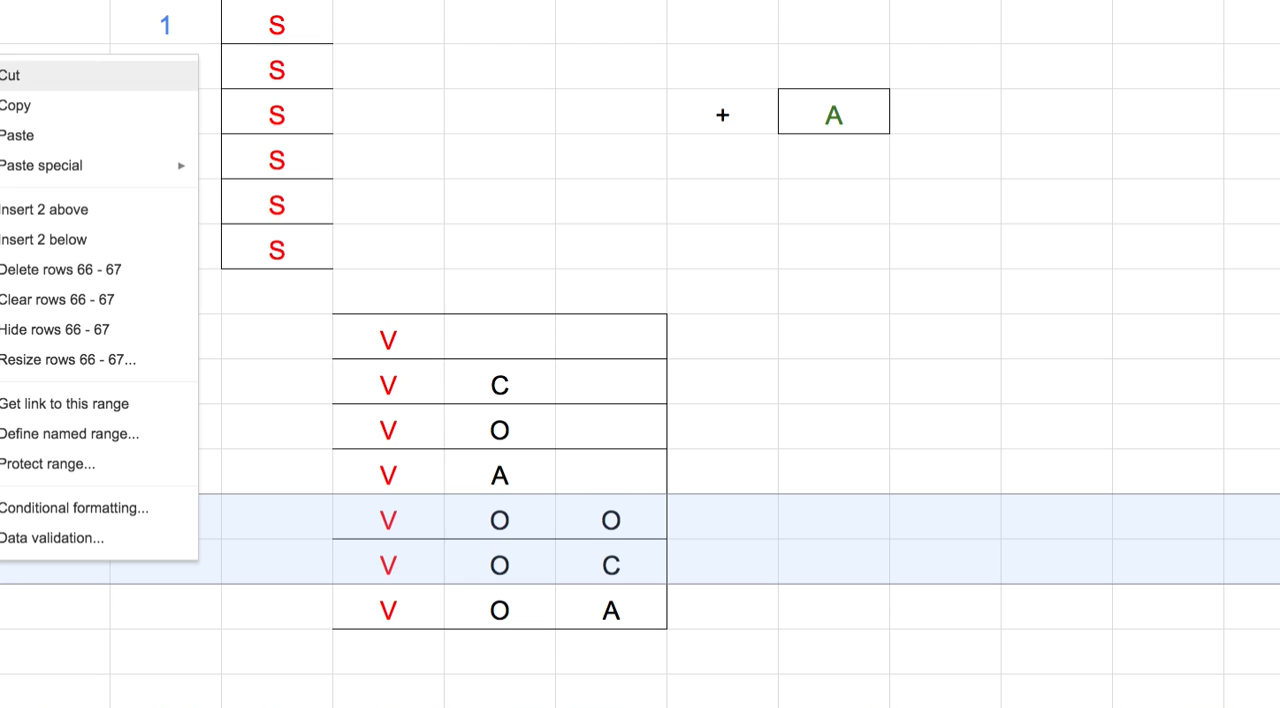 1 S
Cut
S
Copy
S + A
Paste
Paste special ▸
S
Insert 2 above
S
Insert 2 below
S
Delete rows 66 - 67
Clear rows 66 - 67
Hide rows 66 - 67
V
Resize rows 66 - 67...
V C
Get link to this range
Define named range...
V O
Protect range...
V A
Conditional formatting...
V O O
Data validation...
V O C
V O A